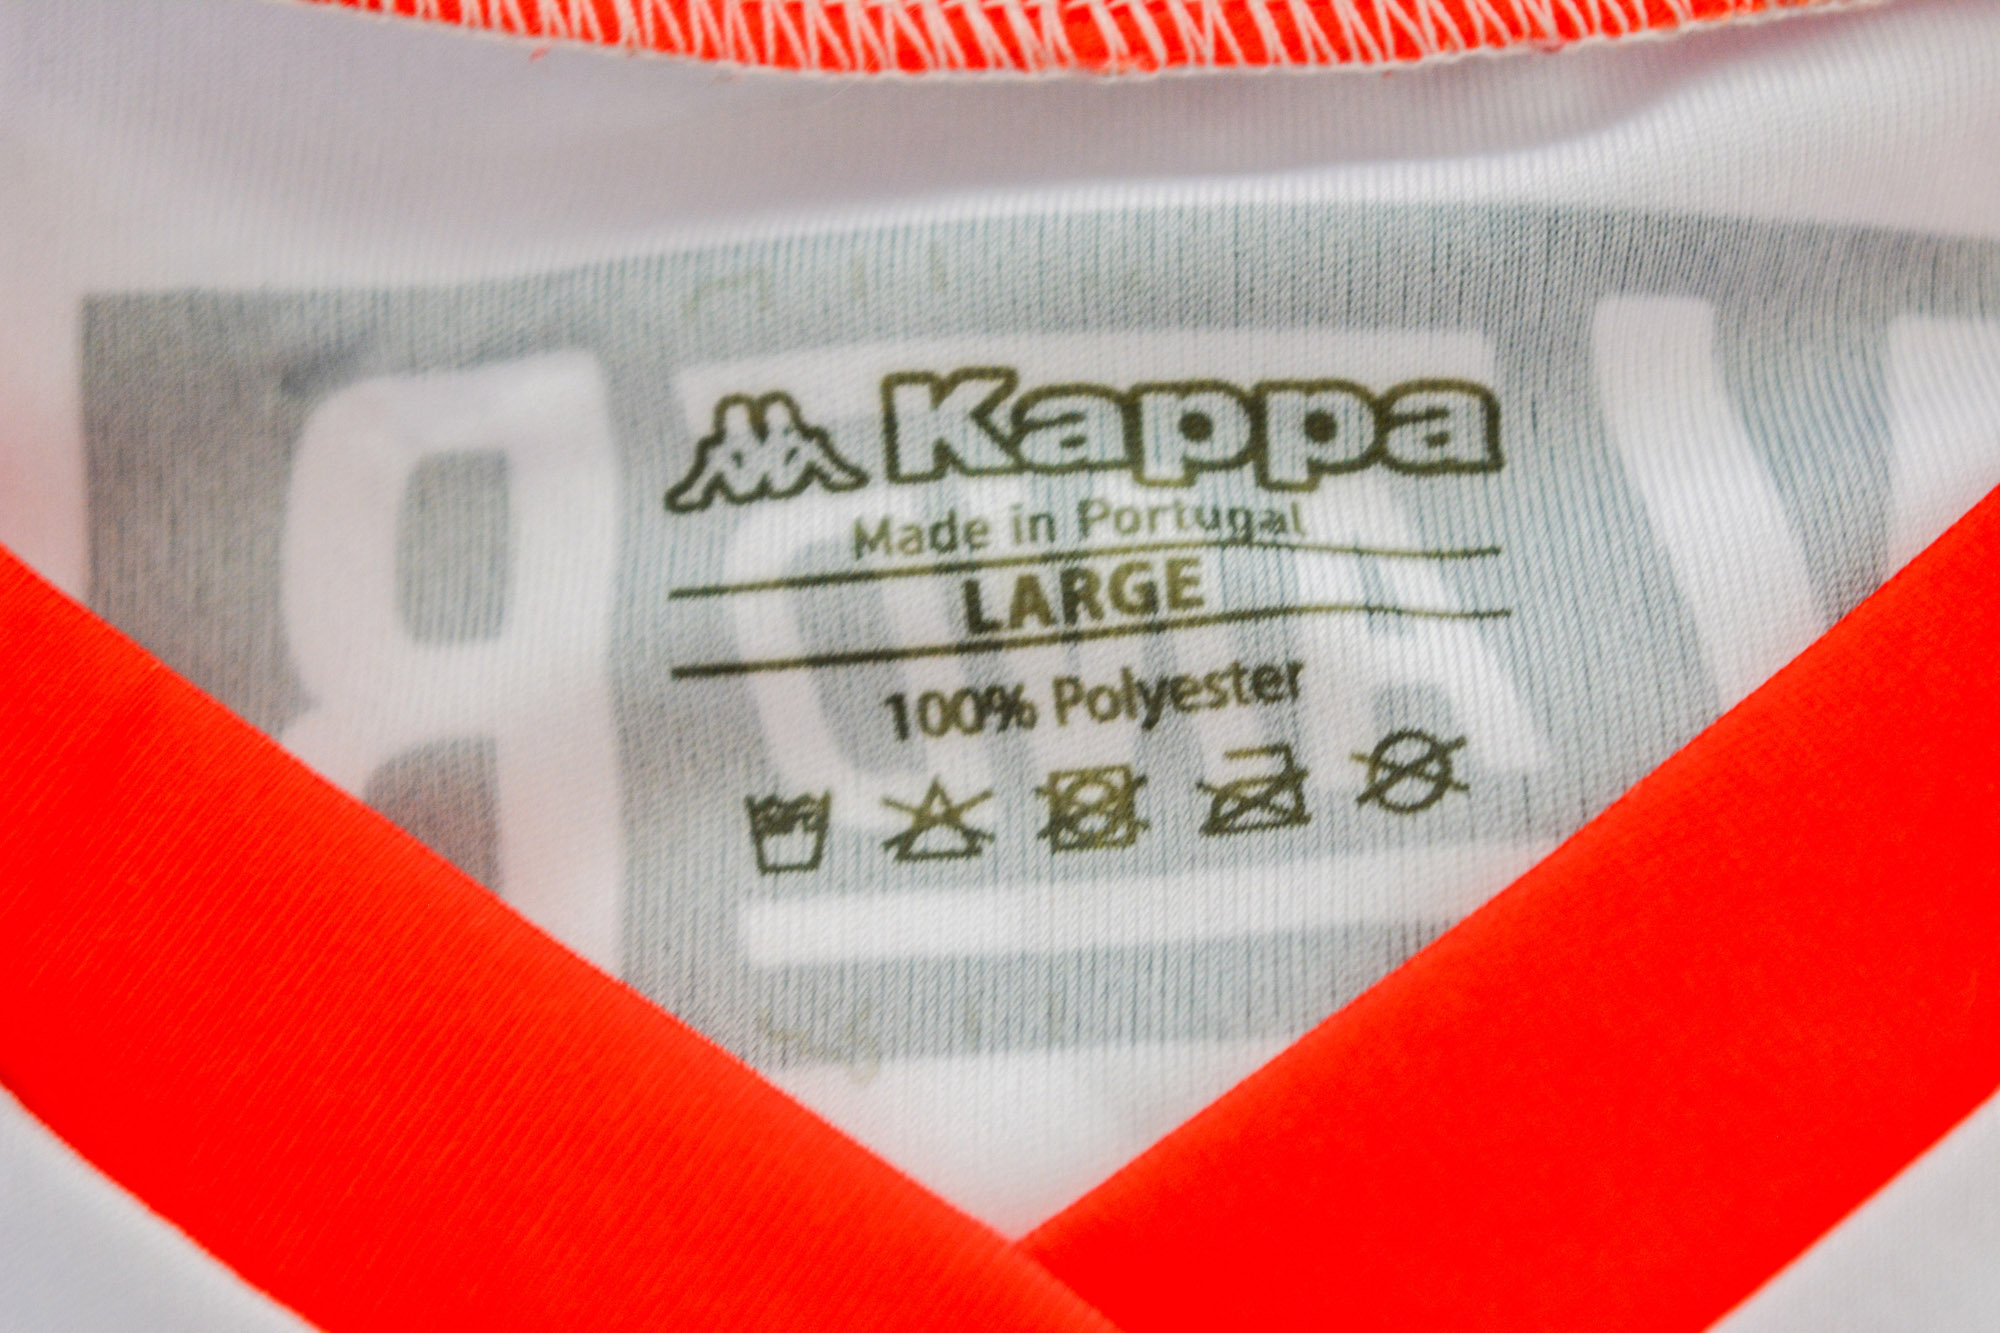 Kappa
Made in Portugal
LARGE
100% Polyester